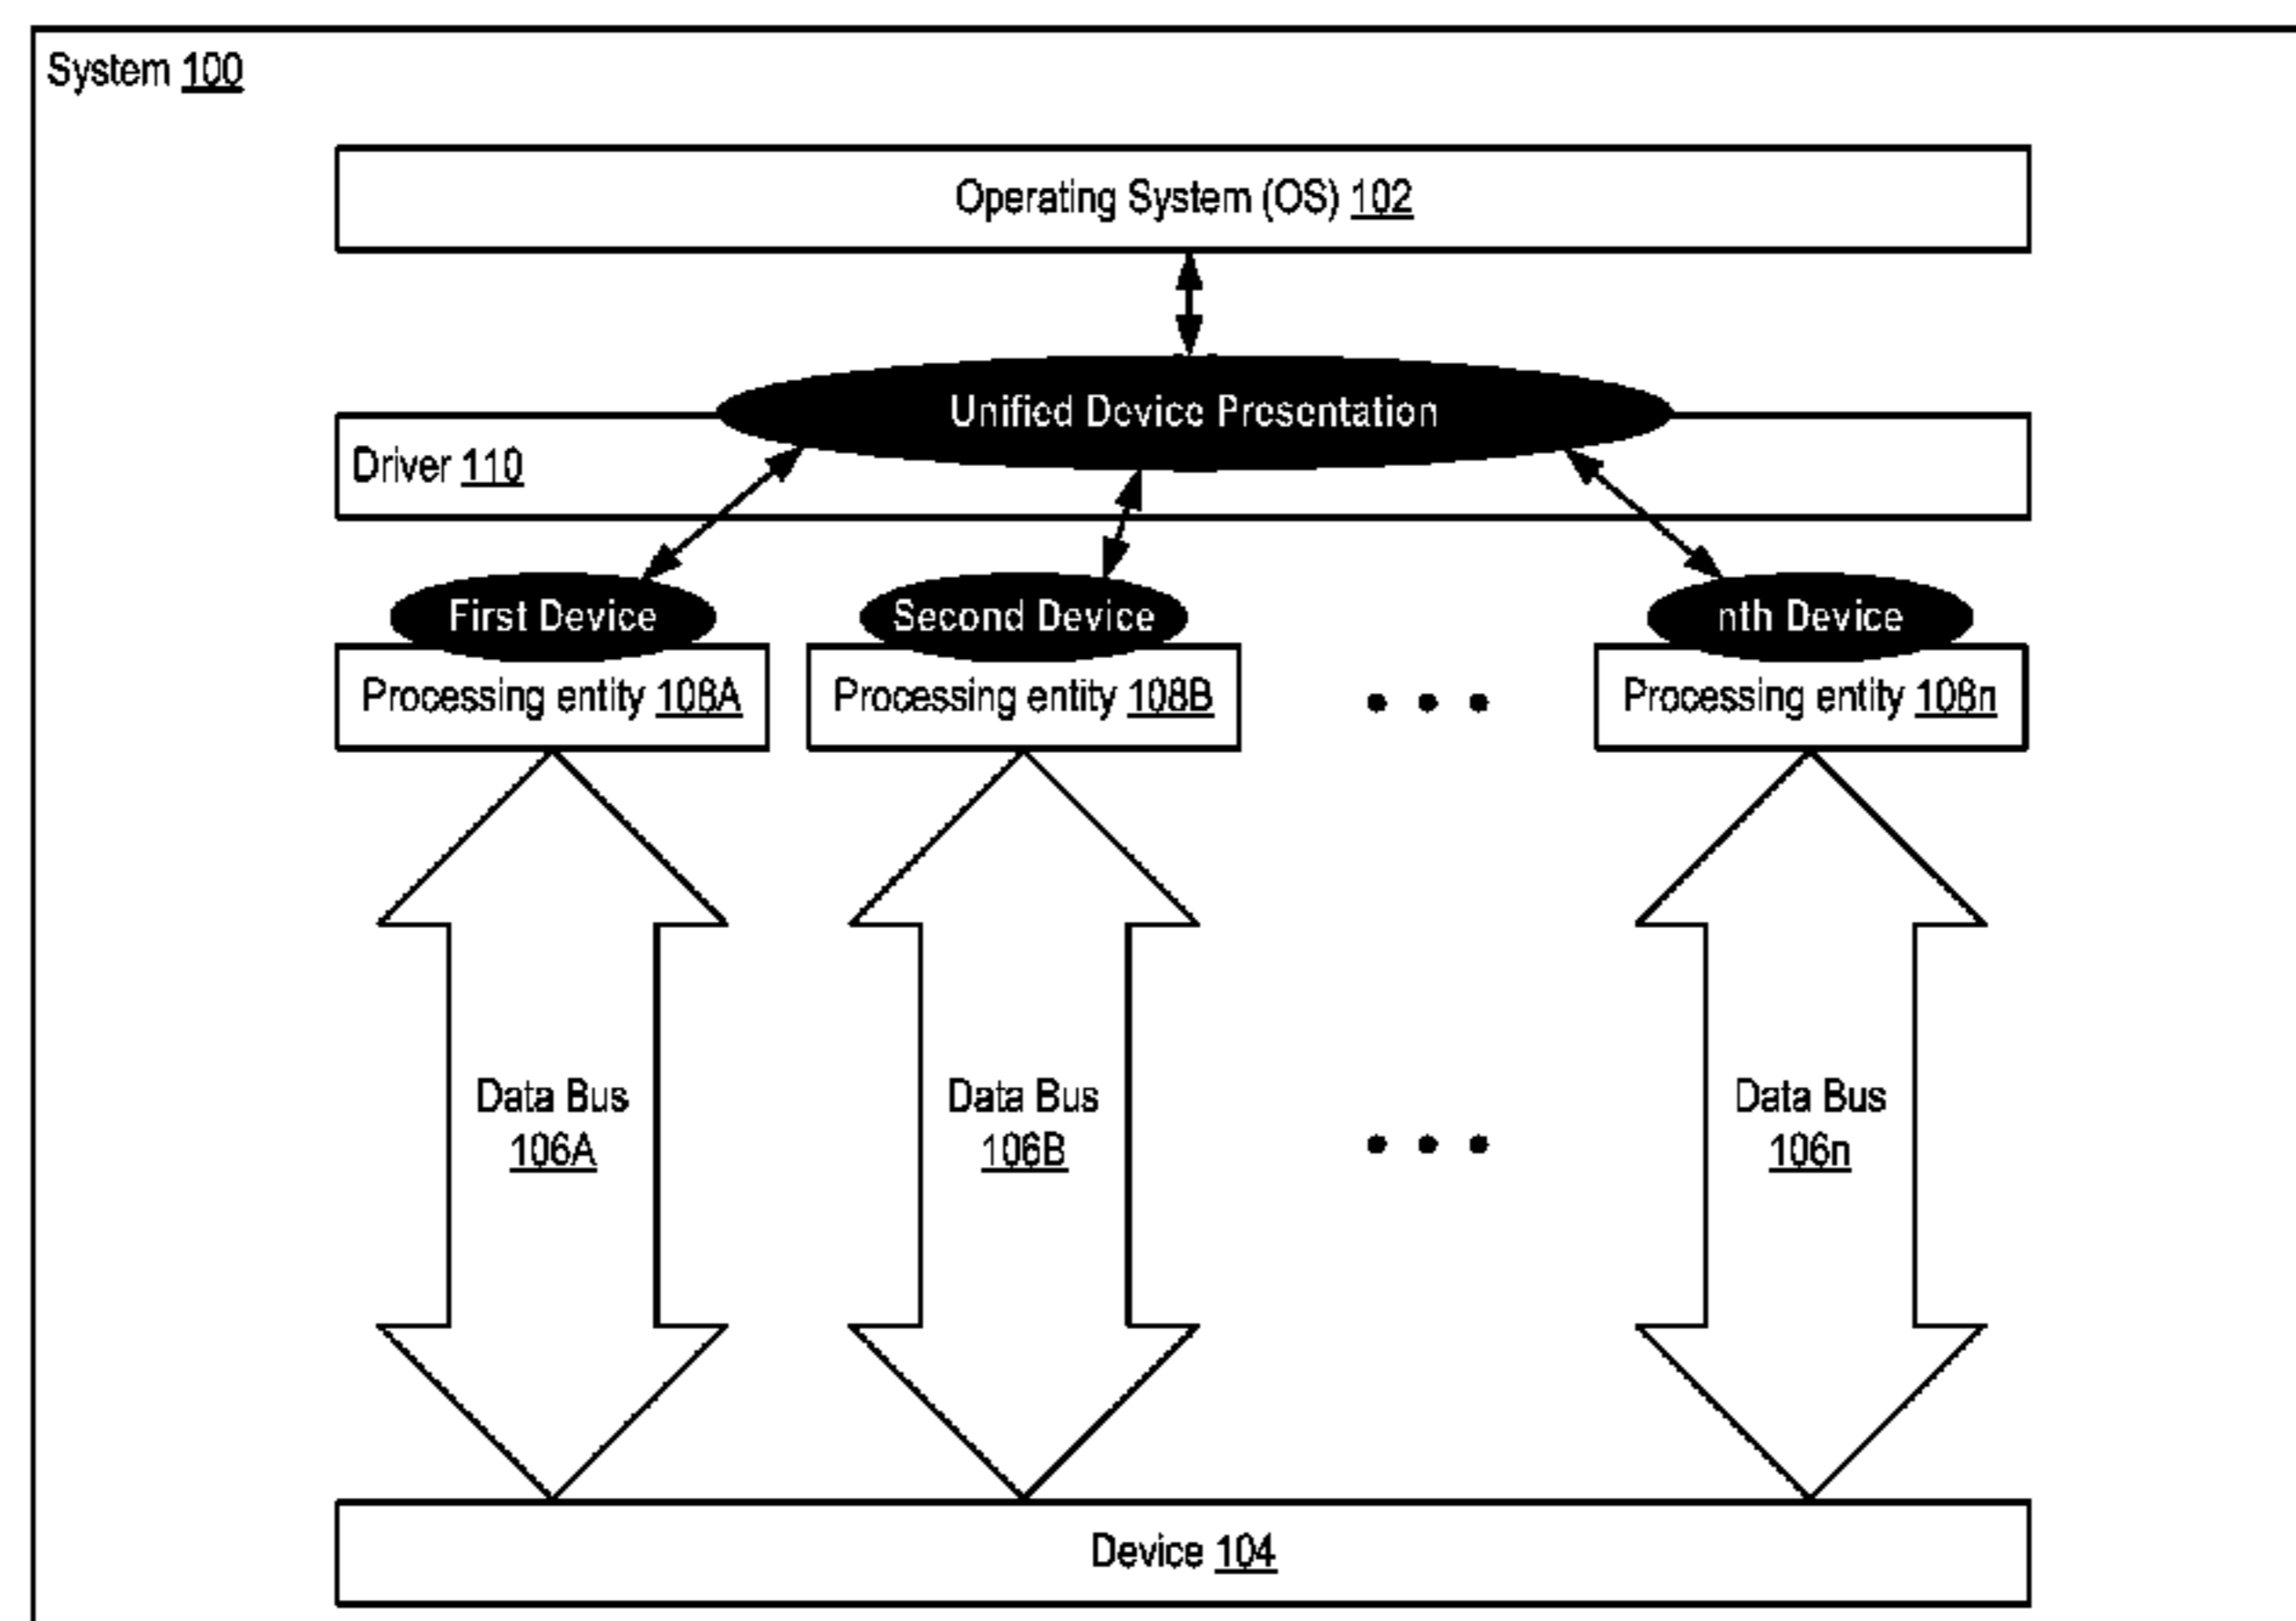 System 100
Operating System (OS) 102
Unified Device Presentation
Driver 110
First Device
Second Device
nth Device
Processing entity 108A
Processing entity 108B
• • •
Processing entity 108n
Data Bus
106A
Data Bus
106B
• • •
Data Bus
106n
Device 104